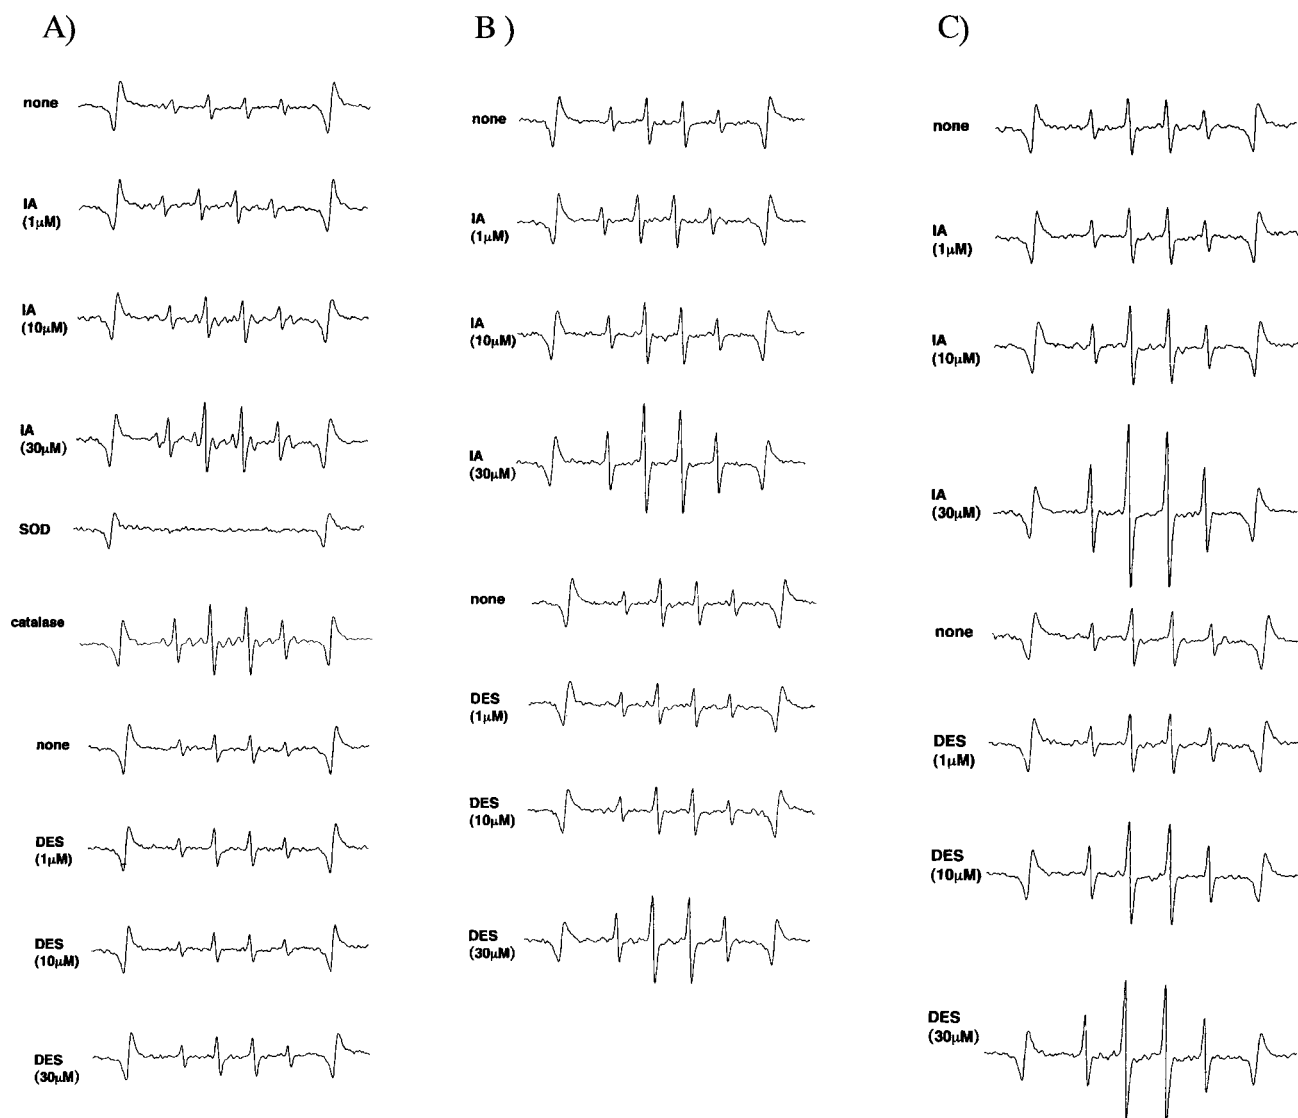 A)
none
IA
(1μM)
IA
(10μM)
IA
(30μM)
SOD
catalase
none
DES
(1μM)
DES
(10μM)
DES
(30μM)
B )
none
IA
(1μM)
IA
(10μM)
IA
(30μM)
none
DES
(1μM)
DES
(10μM)
DES
(30μM)
C)
none
IA
(1μM)
IA
(10μM)
IA
(30μM)
none
DES
(1μM)
DES
(10μM)
DES
(30μM)